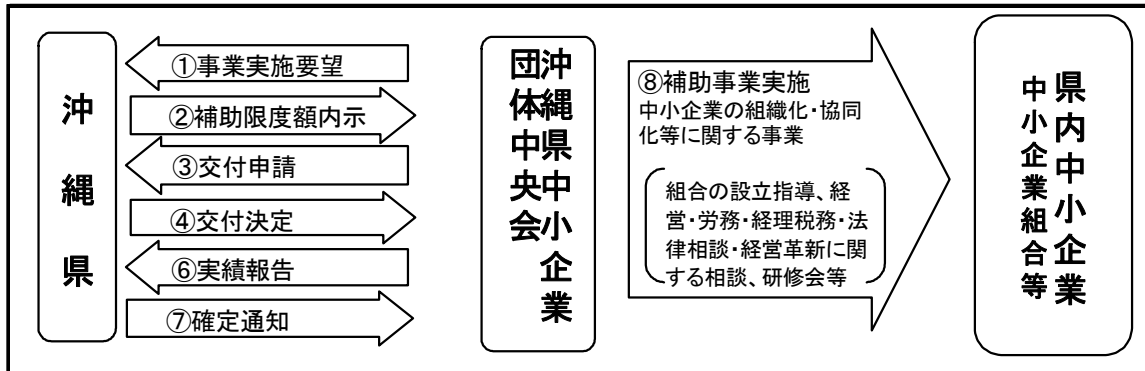 沖縄県
①事業実施要望
②補助限度額内示
③交付申請
④交付決定
⑥実績報告
⑦確定通知
沖縄県中小企業
団体中央会
⑧補助事業実施
中小企業の組織化・協同
化等に関する事業
組合の設立指導、経
営・労務・経理税務・法
律相談・経営革新に関
する相談、研修会等
県内中小企業
中小企業組合等